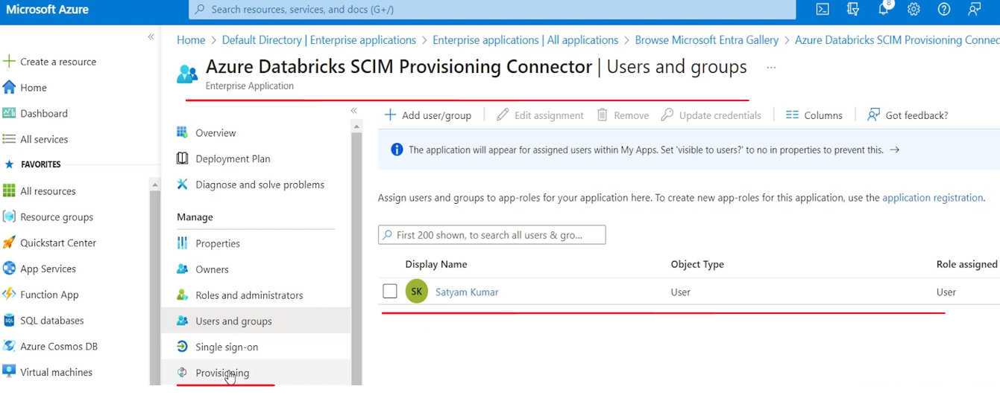 Microsoft Azure
Search resources, services, and docs (G+/)
8
Home > Default Directory | Enterprise applications > Enterprise applications | All applications > Browse Microsoft Entra Gallery > Azure Databricks SCIM Provisioning Connec
Azure Databricks SCIM Provisioning Connector | Users and groups ...
Enterprise Application
Create a resource
Home
Dashboard
All services
FAVORITES
All resources
Resource groups
Quickstart Center
App Services
Function App
SQL databases
Azure Cosmos DB
Virtual machines
Overview
Deployment Plan
Diagnose and solve problems
Manage
Properties
Owners
Roles and administrators
Users and groups
Single sign-on
Provisioning
Add user/group Edit assignment Remove Update credentials Columns Got feedback?
The application will appear for assigned users within My Apps. Set 'visible to users?' to no in properties to prevent this. →
Assign users and groups to app-roles for your application here. To create new app-roles for this application, use the application registration.
First 200 shown, to search all users & gro...
Display Name Object Type Role assigned
SK Satyam Kumar User User